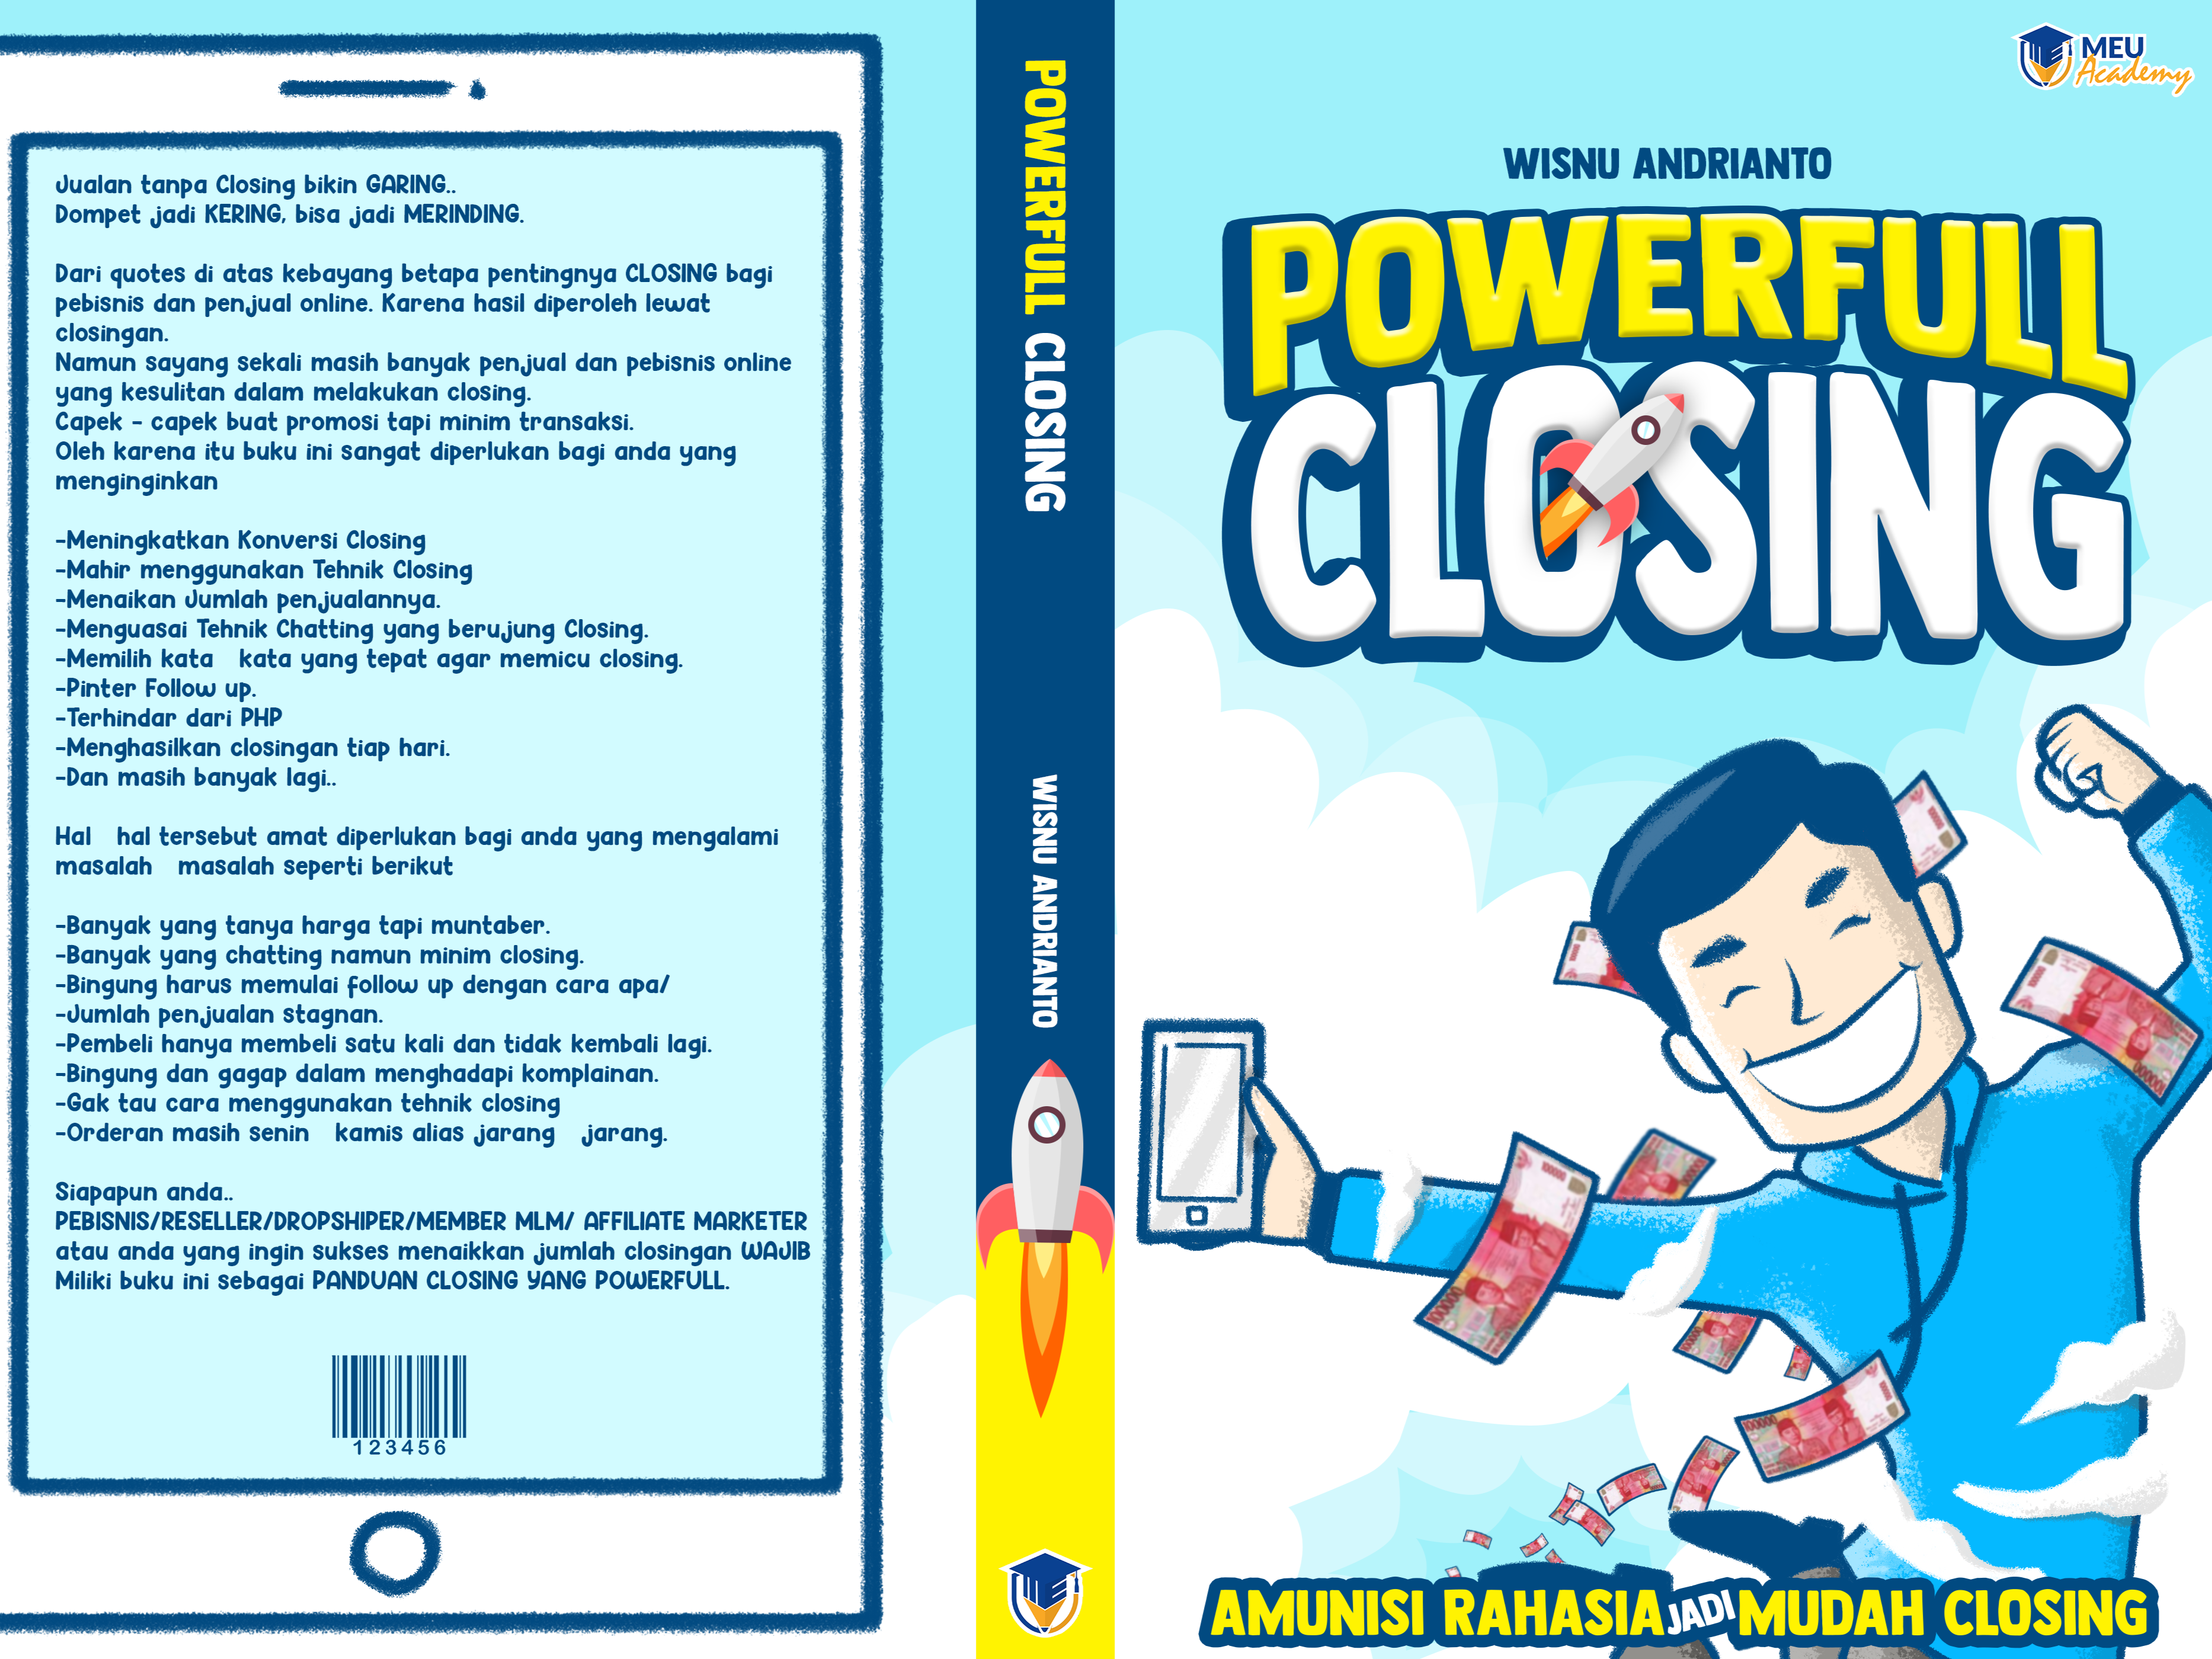 Jualan tanpa Closing bikin GARING..
Dompet jadi KERING, bisa jadi MERINDING.
Dari quotes di atas kebayang betapa pentingnya CLOSING bagi
pebisnis dan penjual online. Karena hasil diperoleh lewat
closingan.
Namun sayang sekali masih banyak penjual dan pebisnis online
yang kesulitan dalam melakukan closing.
Capek - capek buat promosi tapi minim transaksi.
Oleh karena itu buku ini sangat diperlukan bagi anda yang
menginginkan
-Meningkatkan Konversi Closing
-Mahir menggunakan Tehnik Closing
-Menaikan Jumlah penjualannya.
-Menguasai Tehnik Chatting yang berujung Closing.
-Memilih kata kata yang tepat agar memicu closing.
-Pinter Follow up.
-Terhindar dari PHP
-Menghasilkan closingan tiap hari.
-Dan masih banyak lagi..
Hal hal tersebut amat diperlukan bagi anda yang mengalami
masalah masalah seperti berikut
-Banyak yang tanya harga tapi muntaber.
-Banyak yang chatting namun minim closing.
-Bingung harus memulai follow up dengan cara apa/
-Jumlah penjualan stagnan.
-Pembeli hanya membeli satu kali dan tidak kembali lagi.
-Bingung dan gagap dalam menghadapi komplainan.
-Gak tau cara menggunakan tehnik closing
-Orderan masih senin kamis alias jarang jarang.
Siapapun anda..
PEBISNIS/RESELLER/DROPSHIPER/MEMBER MLM/ AFFILIATE MARKETER
atau anda yang ingin sukses menaikkan jumlah closingan WAJIB
Miliki buku ini sebagai PANDUAN CLOSING YANG POWERFULL.
123456
POWERFULL CLOSING
WISNU ANDRIANTO
MEU
Academy
WISNU ANDRIANTO
POWERFULL
CLOSING
100000
100000
100000
100000
AMUNISI RAHASIA JADI MUDAH CLOSING